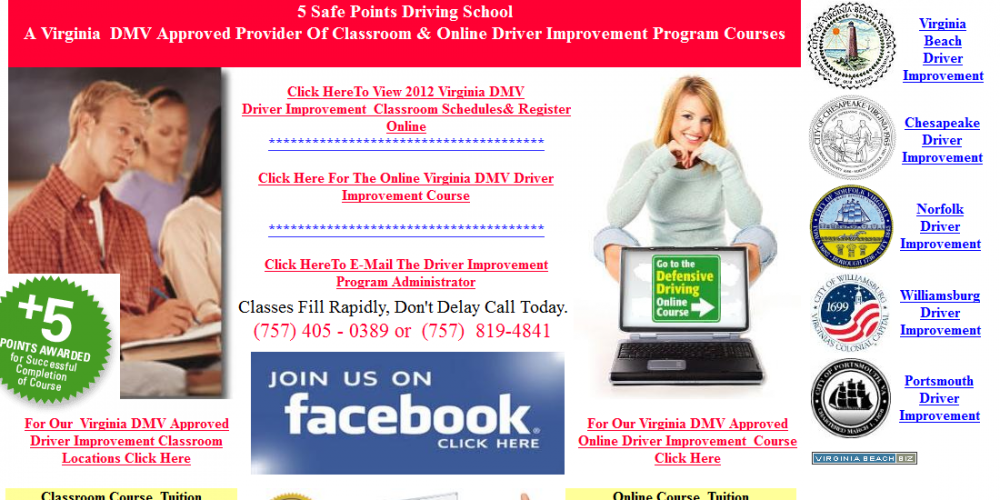 5 Safe Points Driving School
A Virginia DMV Approved Provider Of Classroom & Online Driver Improvement Program Courses
Click HereTo View 2012 Virginia DMV
Driver Improvement Classroom Schedules& Register
Online
**************************************
Click Here For The Online Virginia DMV Driver
Improvement Course
**************************************
Click HereTo E-Mail The Driver Improvement
Program Administrator
Classes Fill Rapidly, Don't Delay Call Today.
(757) 405 - 0389 or (757) 819-4841
+5
POINTS AWARDED
for Successful
Completion
of Course
For Our Virginia DMV Approved
Driver Improvement Classroom
Locations Click Here
JOIN US ON
facebook
CLICK HERE
Go to the
Defensive
Driving
Online
Course
For Our Virginia DMV Approved
Online Driver Improvement Course
Click Here
Classroom Course Tuition
Online Course Tuition
Virginia
Beach
Driver
Improvement
CITY OF CHESAPEAKE VIRGINIA 1963
Chesapeake
Driver
Improvement
CITY OF NORFOLK VIRGINIA
Norfolk
Driver
Improvement
CITY OF WILLIAMSBURG
1699
VIRGINIA'S COLONIAL CAPITAL
Williamsburg
Driver
Improvement
CITY OF PORTSMOUTH, VA
Portsmouth
Driver
Improvement
VIRGINIA BEACH BIZ